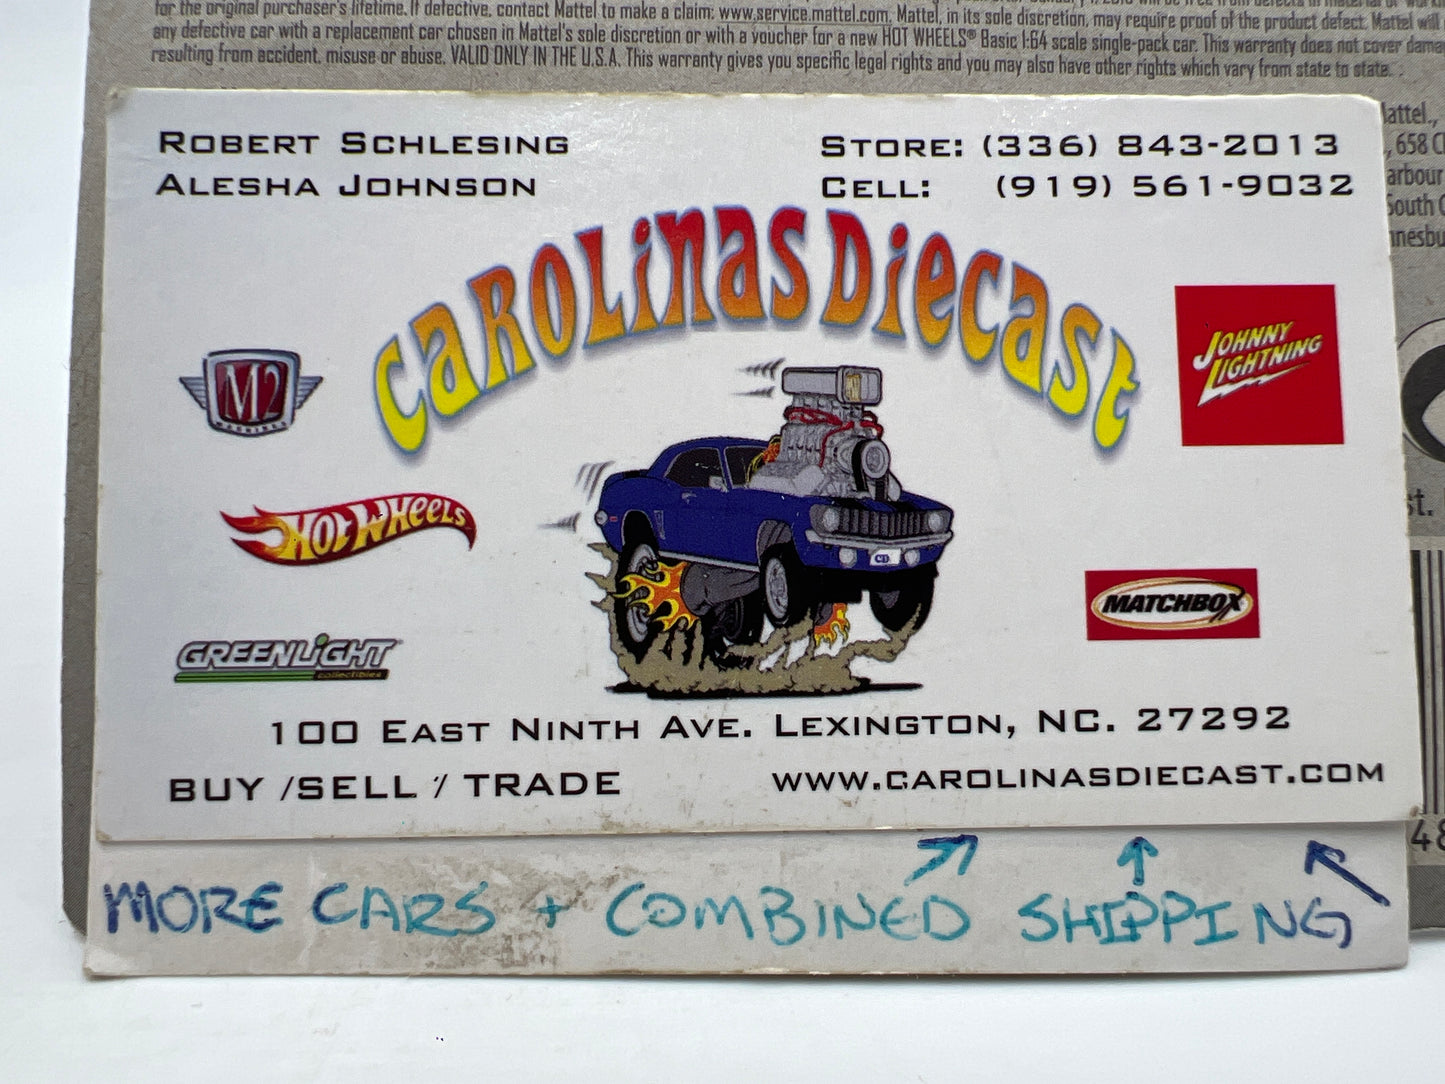 for the original purchaser's lifetime. If defective, contact Mattel to make a claim: www.service.mattel.com. Mattel, in its sole discretion, may require proof of the product defect. Mattel will
any defective car with a replacement car chosen in Mattel's sole discretion or with a voucher for a new HOT WHEELS® Basic 1:64 scale single-pack car. This warranty does not cover
resulting from accident, misuse or abuse. VALID ONLY IN THE U.S.A. This warranty gives you specific legal rights and you may also have other rights which vary from state to state.
658
ROBERT SCHLESING
ALESHA JOHNSON
STORE: (336) 843-2013
CELL: (919) 561-9032
CAROLINAS DIECAST
M2
MACHINES
JOHNNY
LIGHTNING
HOT WHEELS
MATCHBOX
GREENLIGHT
collectibles
100 EAST NINTH AVE. LEXINGTON, NC. 27292
BUY /SELL / TRADE
WWW.CAROLINASDIECAST.COM
MORE CARS + COMBINED SHIPPING